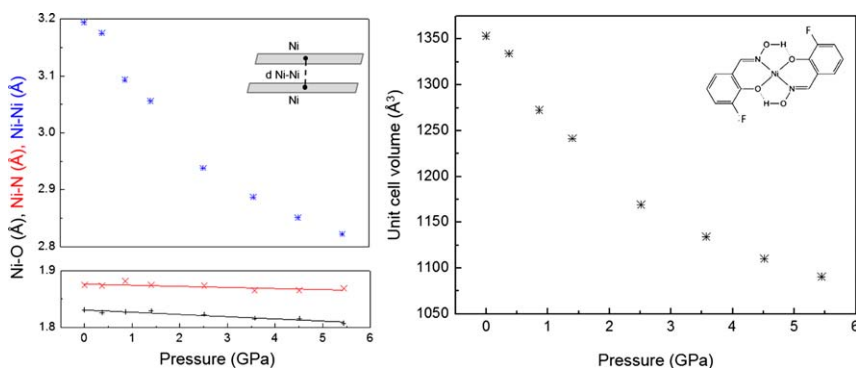 Ni-O (Å), Ni-N (Å), Ni-Ni (Å)
3.2
3.1
3.0
2.9
2.8
1.9
1.8
0 1 2 3 4 5 6
Pressure (GPa)
Ni
d Ni-Ni
Ni
Unit cell volume (Å³)
1350
1300
1250
1200
1150
1100
1050
0 1 2 3 4 5 6
Pressure (GPa)
F
O H O
N
Ni
O N
H O
F